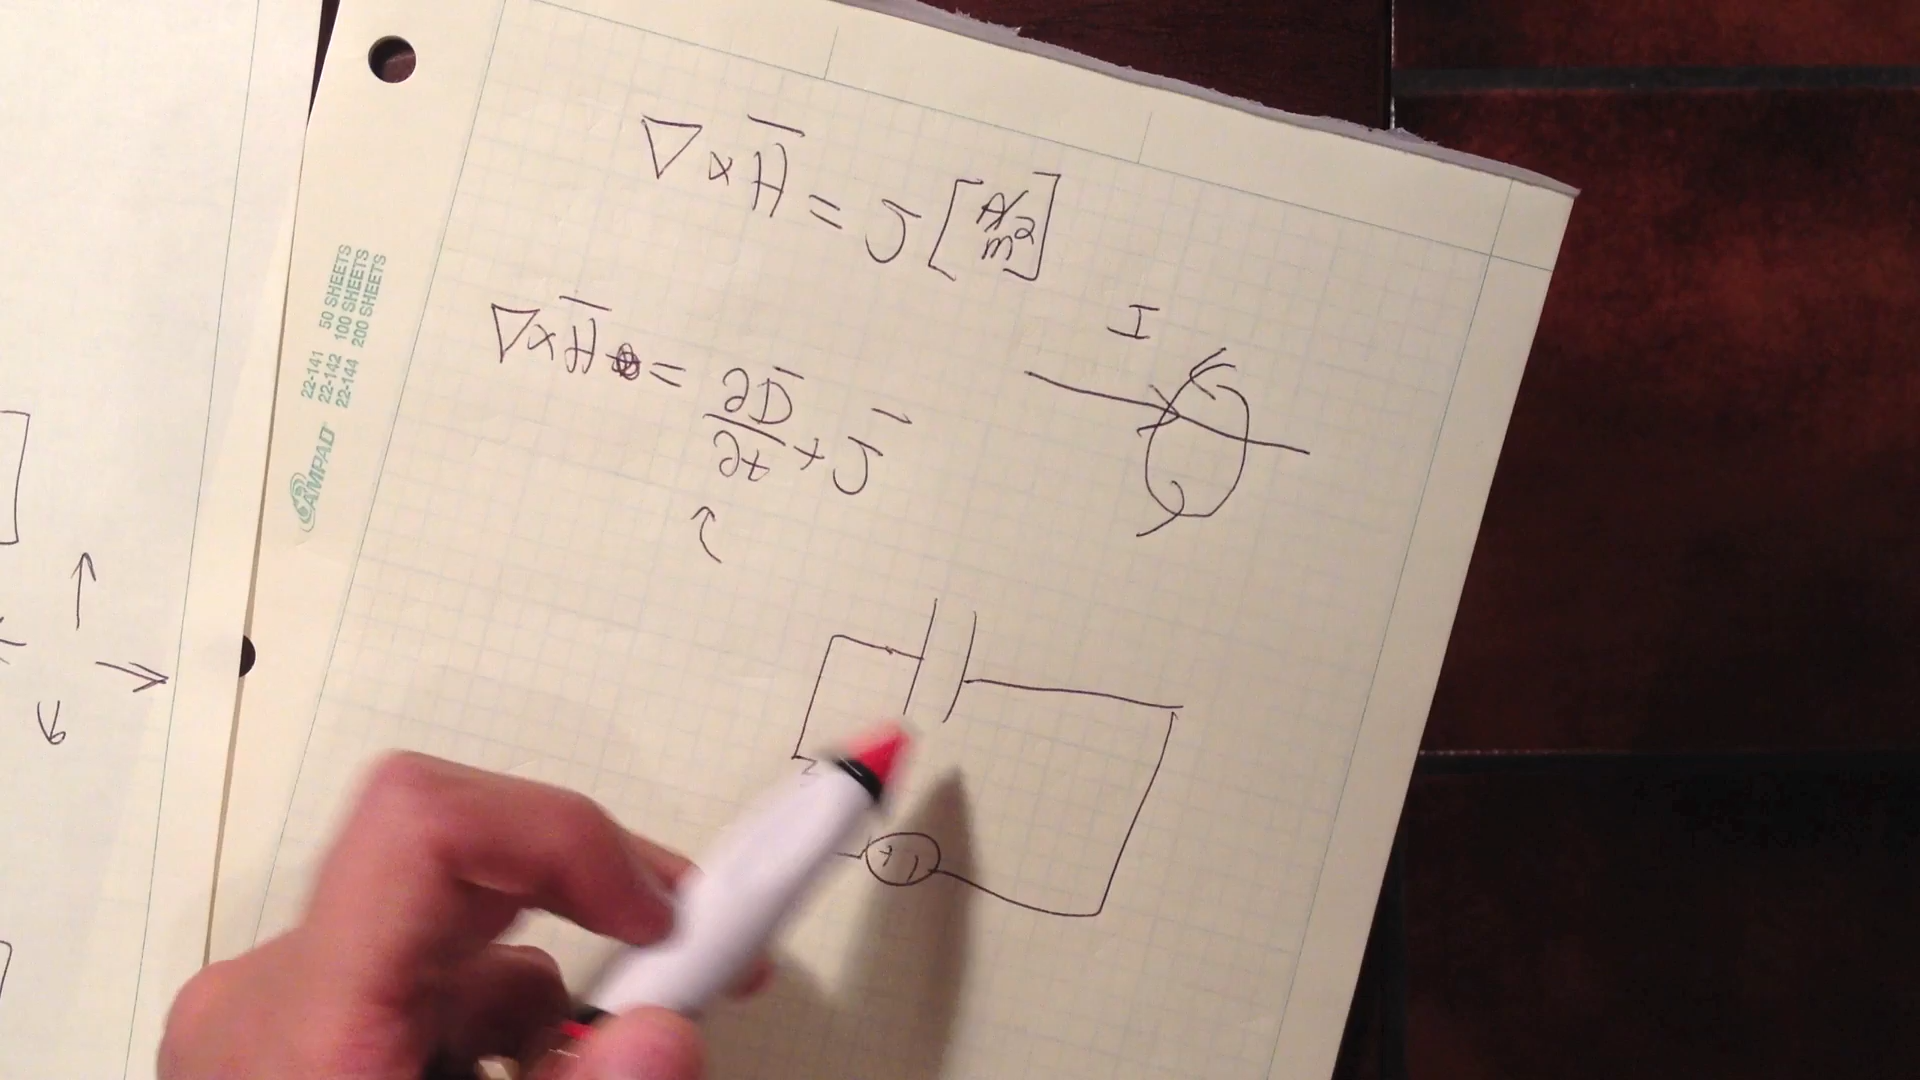 ∇×H̅ = J [A/m²]
∇×H̅ = ∂D̅/∂t + J̅
I
+ -
22-141 50 SHEETS
22-142 100 SHEETS
22-144 200 SHEETS
AMPAD